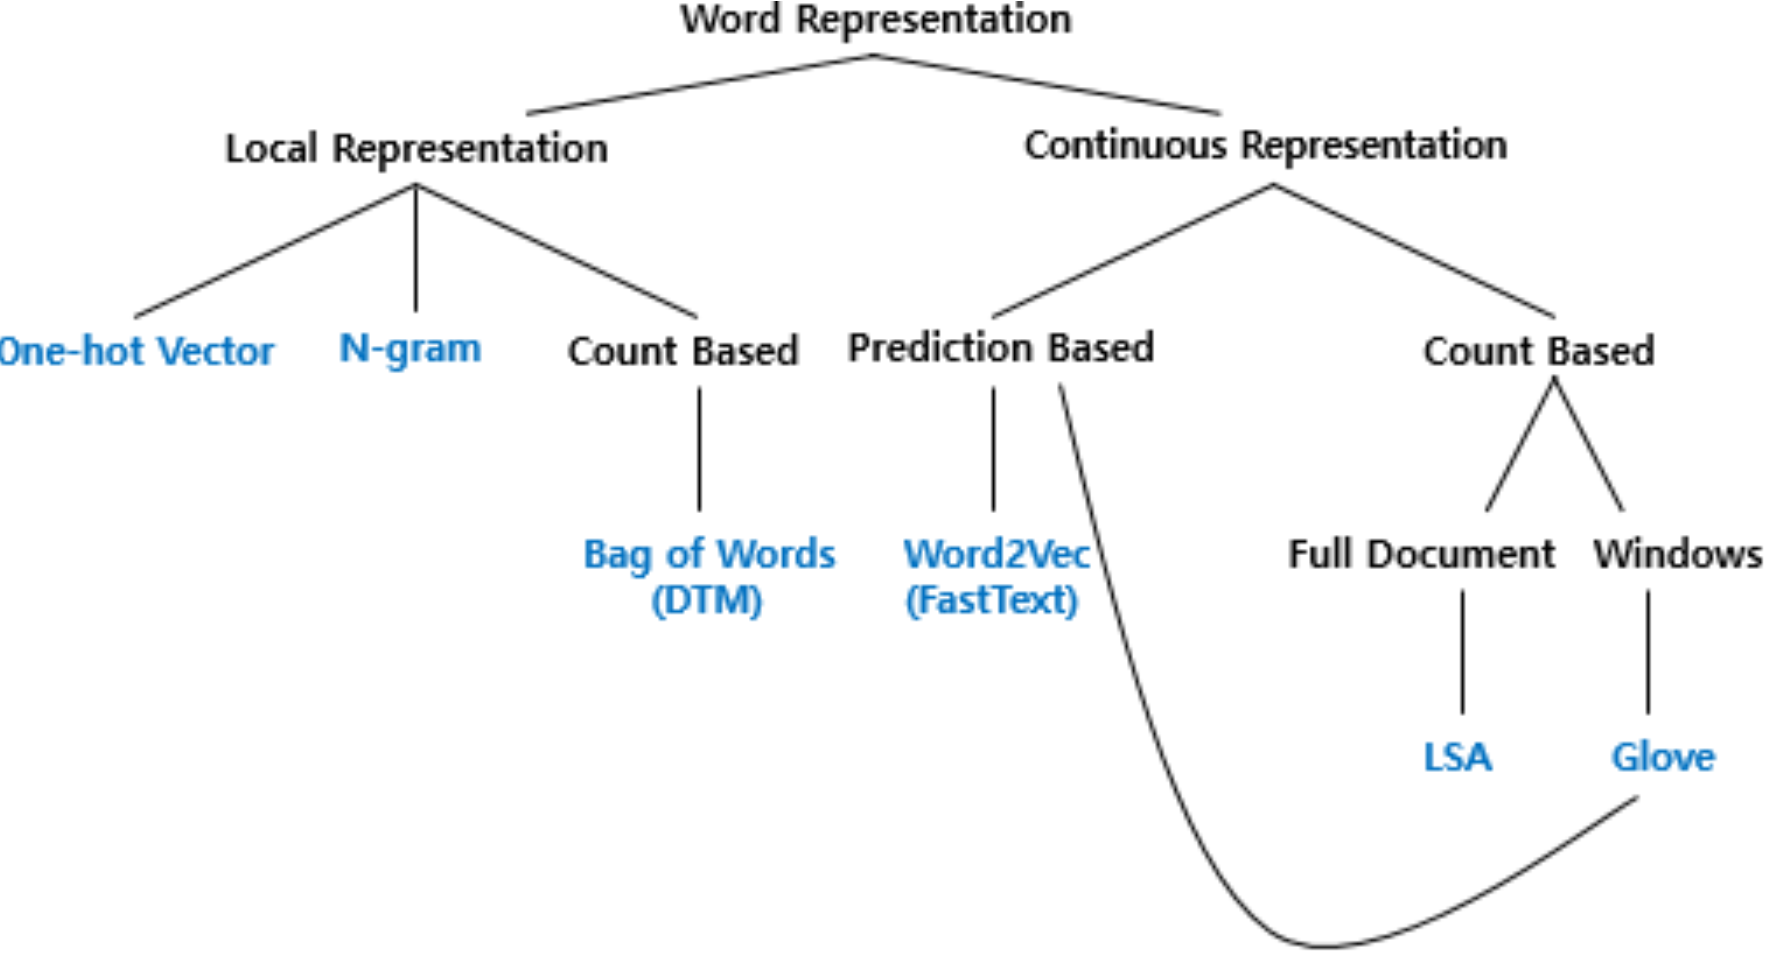 Word Representation
Local Representation
Continuous Representation
One-hot Vector
N-gram
Count Based
Prediction Based
Count Based
Bag of Words
(DTM)
Word2Vec
(FastText)
Full Document
Windows
LSA
Glove